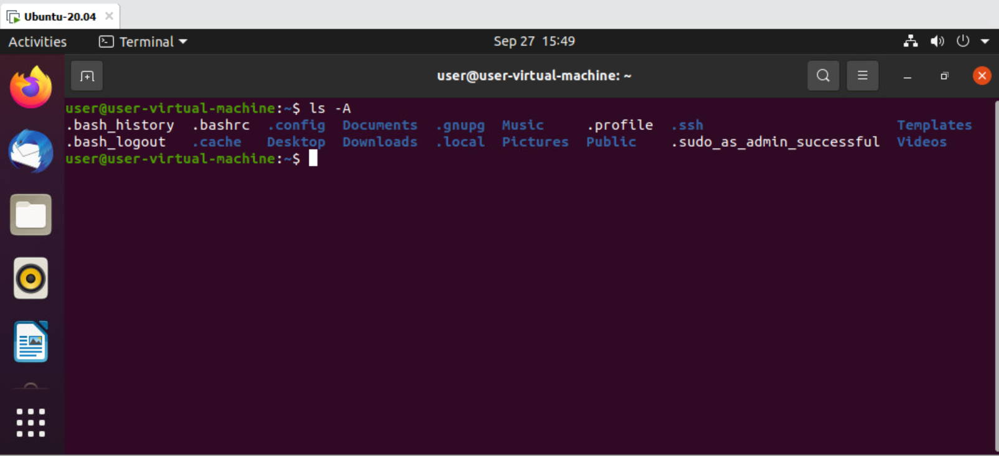 Ubuntu-20.04
Activities Terminal Sep 27 15:49
user@user-virtual-machine: ~
user@user-virtual-machine:~$ ls -A
.bash_history .bashrc .config Documents .gnupg Music .profile .ssh Templates
.bash_logout .cache Desktop Downloads .local Pictures Public .sudo_as_admin_successful Videos
user@user-virtual-machine:~$